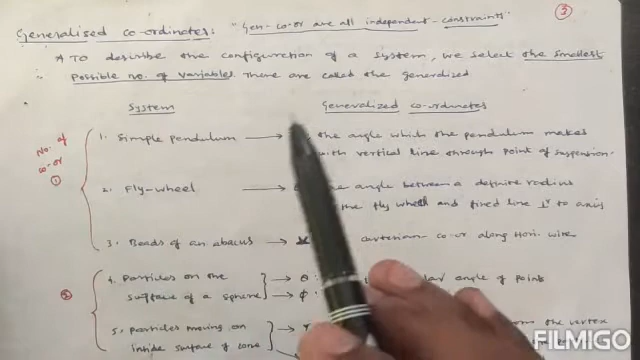 ③
Generalised co-ordinates: "Gen-co-or are all independent-constraints"
* To describe the configuration of a system, we select the smallest
possible no. of variables. There are called the generalized
System Generalized co-ordinates
No. of co-or ①
1. Simple pendulum → the angle which the pendulum makes
with vertical line through point of suspension.
2. Fly-wheel → angle between a definite radius
the fly wheel and fixed line ⊥r to axis
3. Beads of an abacus → cartesian co-or along Hori. wire
②
4. Particles on the → θ: angle of points
surface of a sphere → φ:
5. Particles moving on → from the vertex
inside surface of cone
FILMIGO